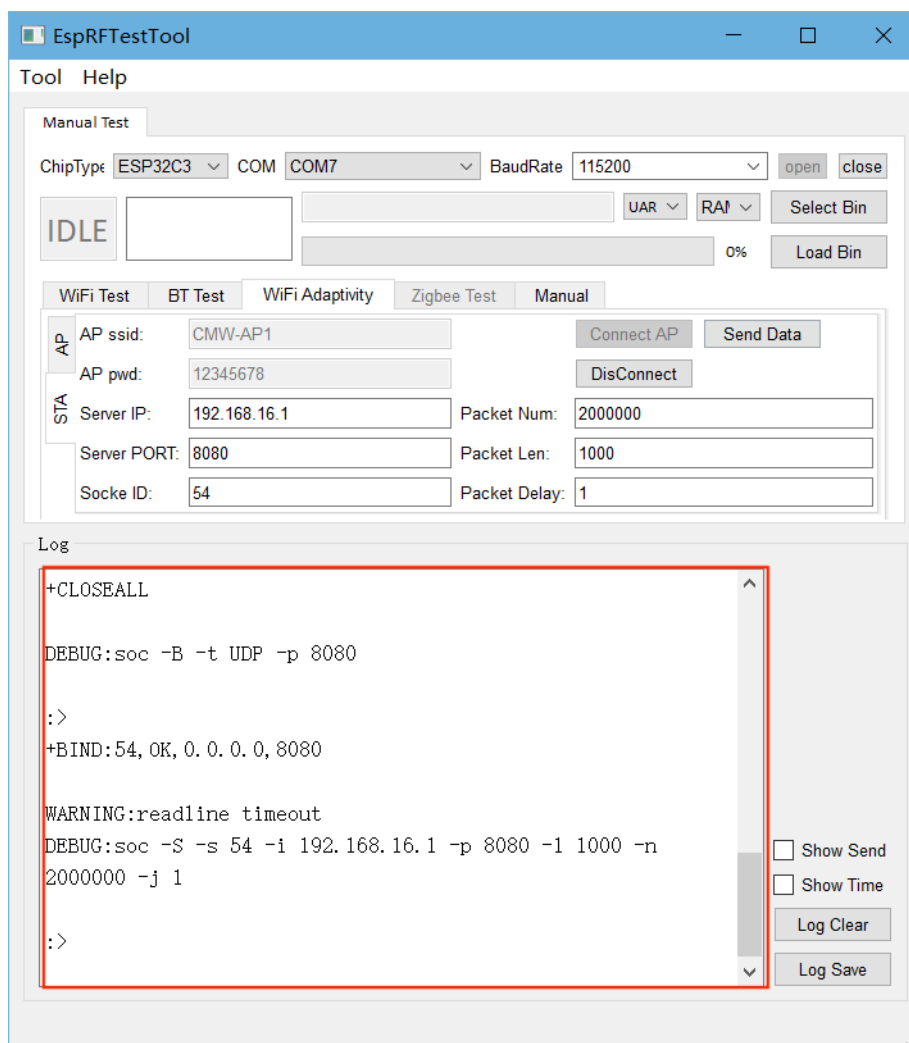 EspRFTestTool
Tool Help
Manual Test
ChipType ESP32C3 COM COM7 BaudRate 115200 open close
IDLE UAR RAM Select Bin
0% Load Bin
WiFi Test BT Test WiFi Adaptivity Zigbee Test Manual
AP
STA
AP ssid: CMW-AP1 Connect AP Send Data
AP pwd: 12345678 DisConnect
Server IP: 192.168.16.1 Packet Num: 2000000
Server PORT: 8080 Packet Len: 1000
Socke ID: 54 Packet Delay: 1
Log
+CLOSEALL
DEBUG:soc -B -t UDP -p 8080
:>
+BIND:54,OK,0.0.0.0,8080
WARNING:readline timeout
DEBUG:soc -S -s 54 -i 192.168.16.1 -p 8080 -l 1000 -n
2000000 -j 1
:>
Show Send
Show Time
Log Clear
Log Save